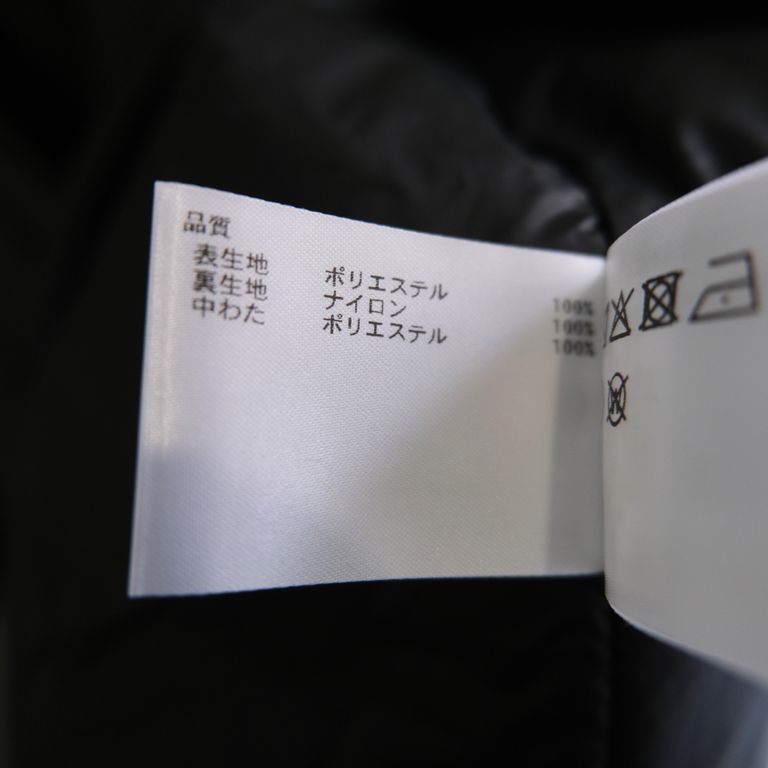 品質
表生地 ポリエステル 100%
裏生地 ナイロン 100%
中わた ポリエステル 100%